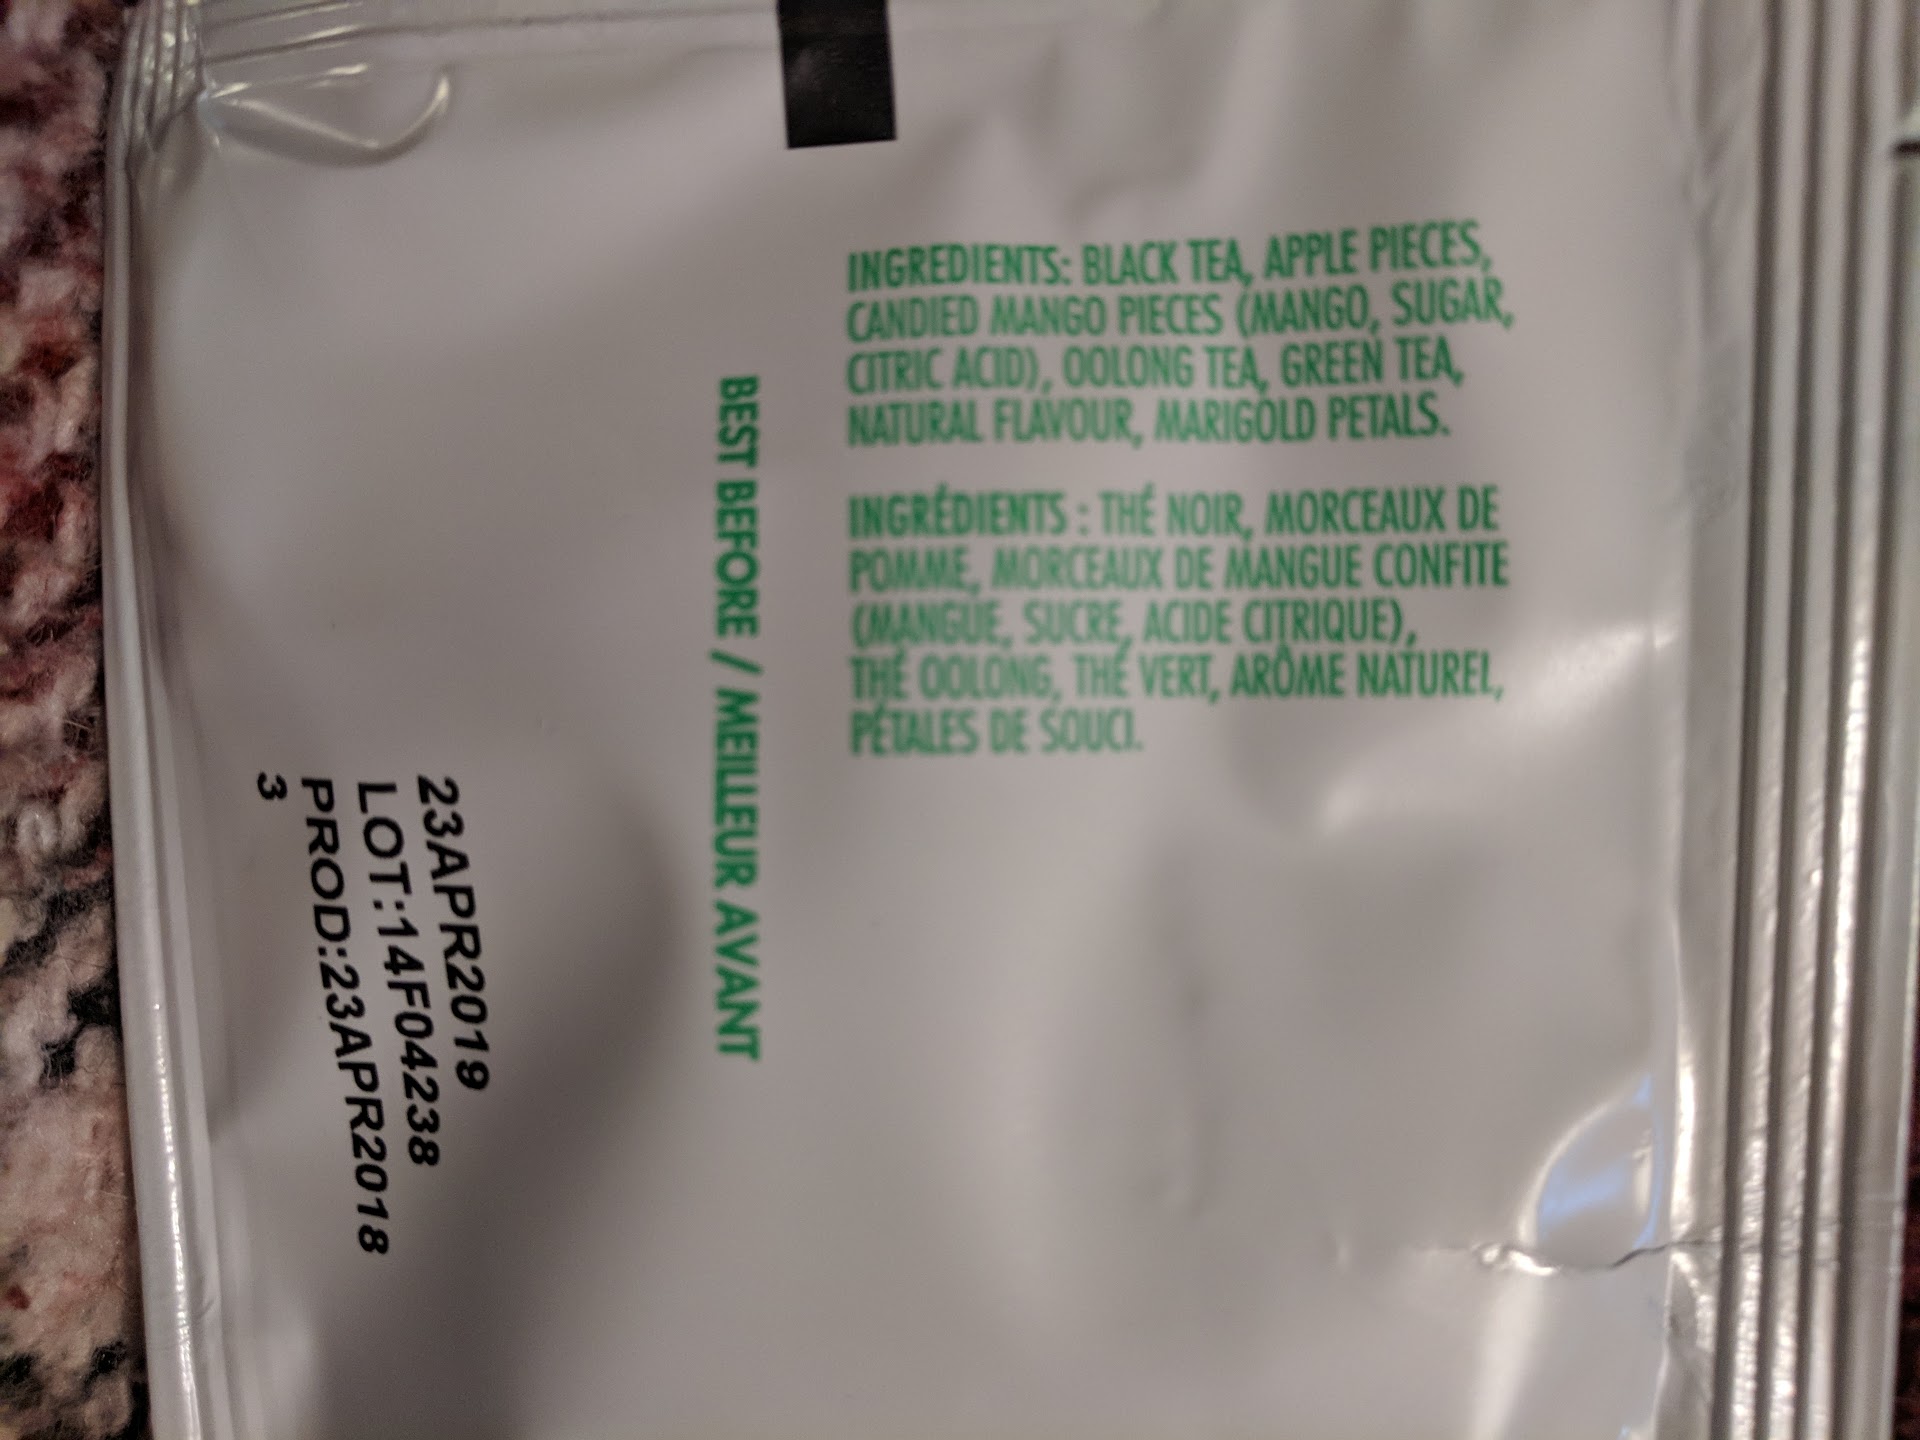 INGREDIENTS: BLACK TEA, APPLE PIECES,
CANDIED MANGO PIECES (MANGO, SUGAR,
CITRIC ACID), OOLONG TEA, GREEN TEA,
NATURAL FLAVOUR, MARIGOLD PETALS.
INGRÉDIENTS : THÉ NOIR, MORCEAUX DE
POMME, MORCEAUX DE MANGUE CONFITE
(MANGUE, SUCRE, ACIDE CITRIQUE),
THÉ OOLONG, THÉ VERT, ARÔME NATUREL,
PÉTALES DE SOUCI.
BEST BEFORE / MEILLEUR AVANT
23APR2019
LOT:14F04238
PROD:23APR2018
3